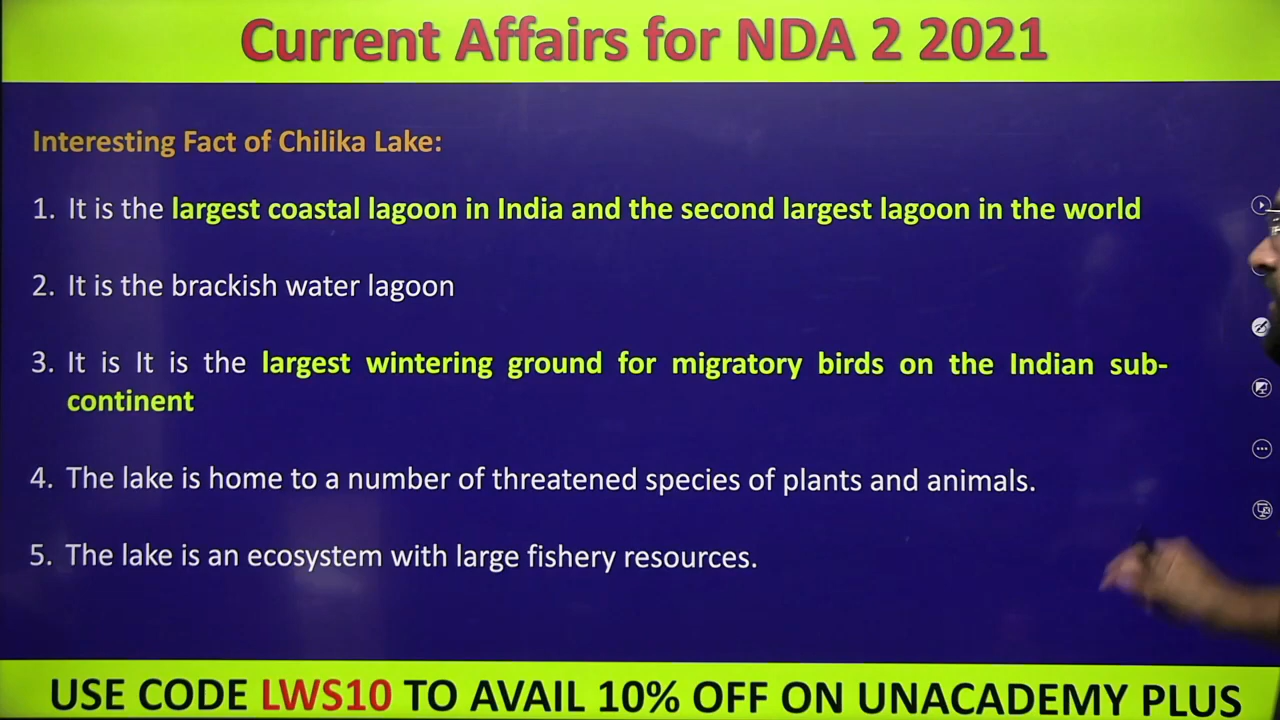 Current Affairs for NDA 2 2021
Interesting Fact of Chilika Lake:
1. It is the largest coastal lagoon in India and the second largest lagoon in the world
2. It is the brackish water lagoon
3. It is It is the largest wintering ground for migratory birds on the Indian sub-
continent
4. The lake is home to a number of threatened species of plants and animals.
5. The lake is an ecosystem with large fishery resources.
USE CODE LWS10 TO AVAIL 10% OFF ON UNACADEMY PLUS